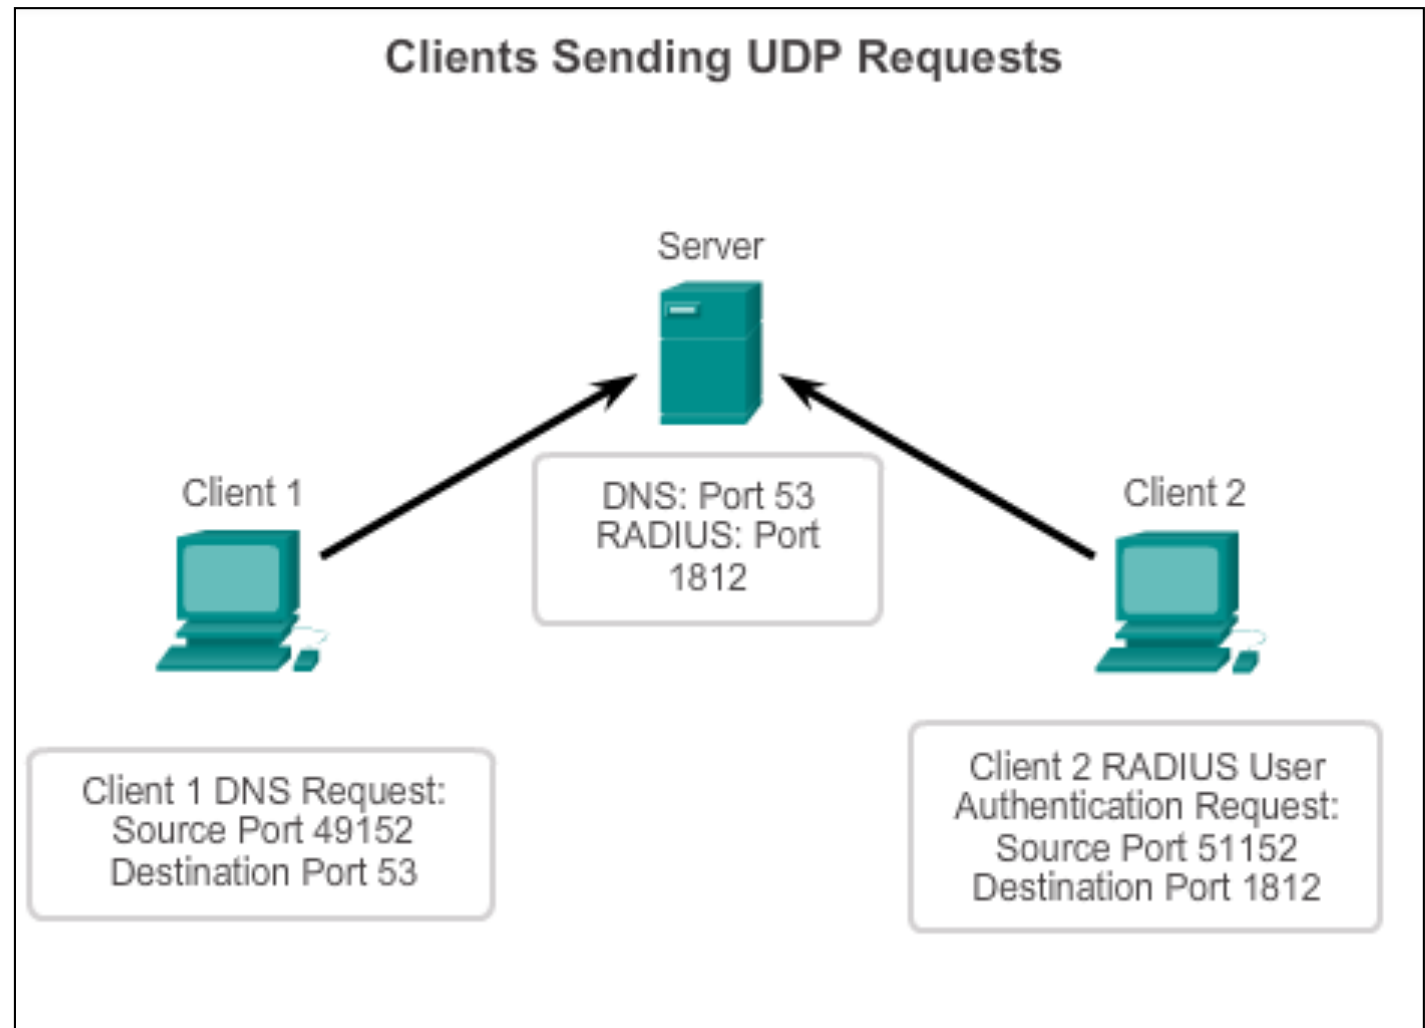 Clients Sending UDP Requests
Server
DNS: Port 53
RADIUS: Port
1812
Client 1
Client 2
Client 1 DNS Request:
Source Port 49152
Destination Port 53
Client 2 RADIUS User
Authentication Request:
Source Port 51152
Destination Port 1812